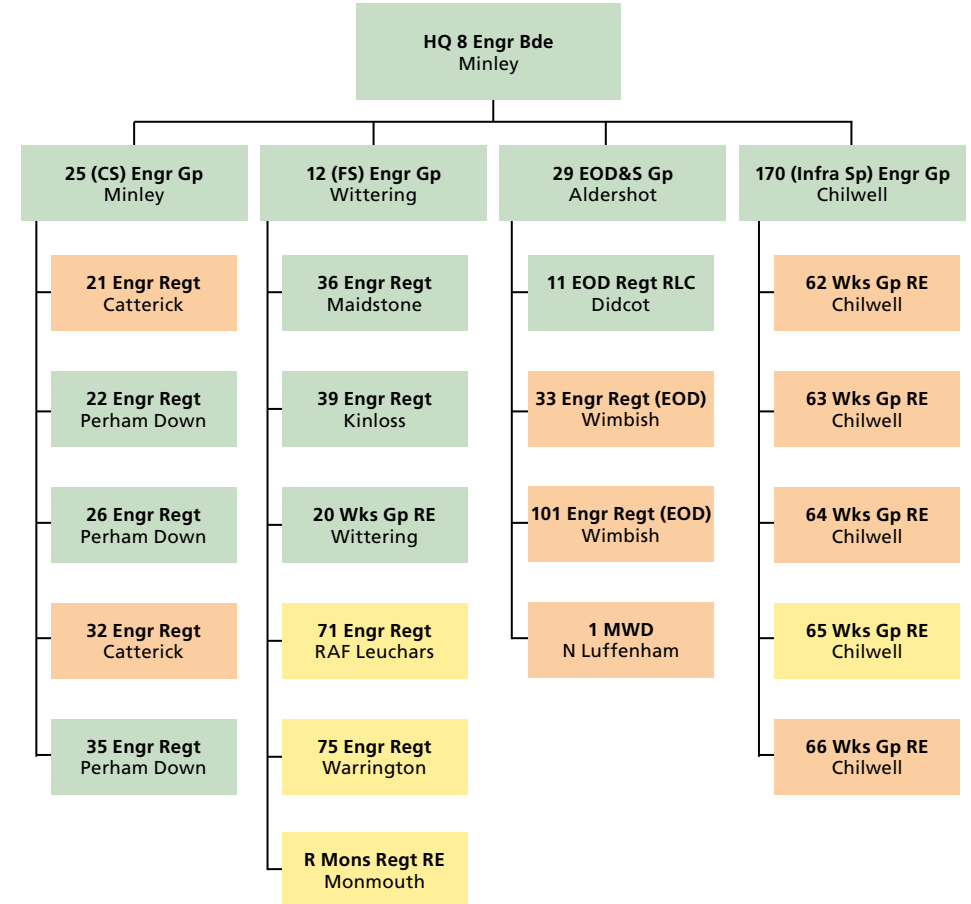 HQ 8 Engr Bde
Minley
25 (CS) Engr Gp
Minley
21 Engr Regt
Catterick
22 Engr Regt
Perham Down
26 Engr Regt
Perham Down
32 Engr Regt
Catterick
35 Engr Regt
Perham Down
12 (FS) Engr Gp
Wittering
36 Engr Regt
Maidstone
39 Engr Regt
Kinloss
20 Wks Gp RE
Wittering
71 Engr Regt
RAF Leuchars
75 Engr Regt
Warrington
R Mons Regt RE
Monmouth
29 EOD&S Gp
Aldershot
11 EOD Regt RLC
Didcot
33 Engr Regt (EOD)
Wimbish
101 Engr Regt (EOD)
Wimbish
1 MWD
N Luffenham
170 (Infra Sp) Engr Gp
Chilwell
62 Wks Gp RE
Chilwell
63 Wks Gp RE
Chilwell
64 Wks Gp RE
Chilwell
65 Wks Gp RE
Chilwell
66 Wks Gp RE
Chilwell